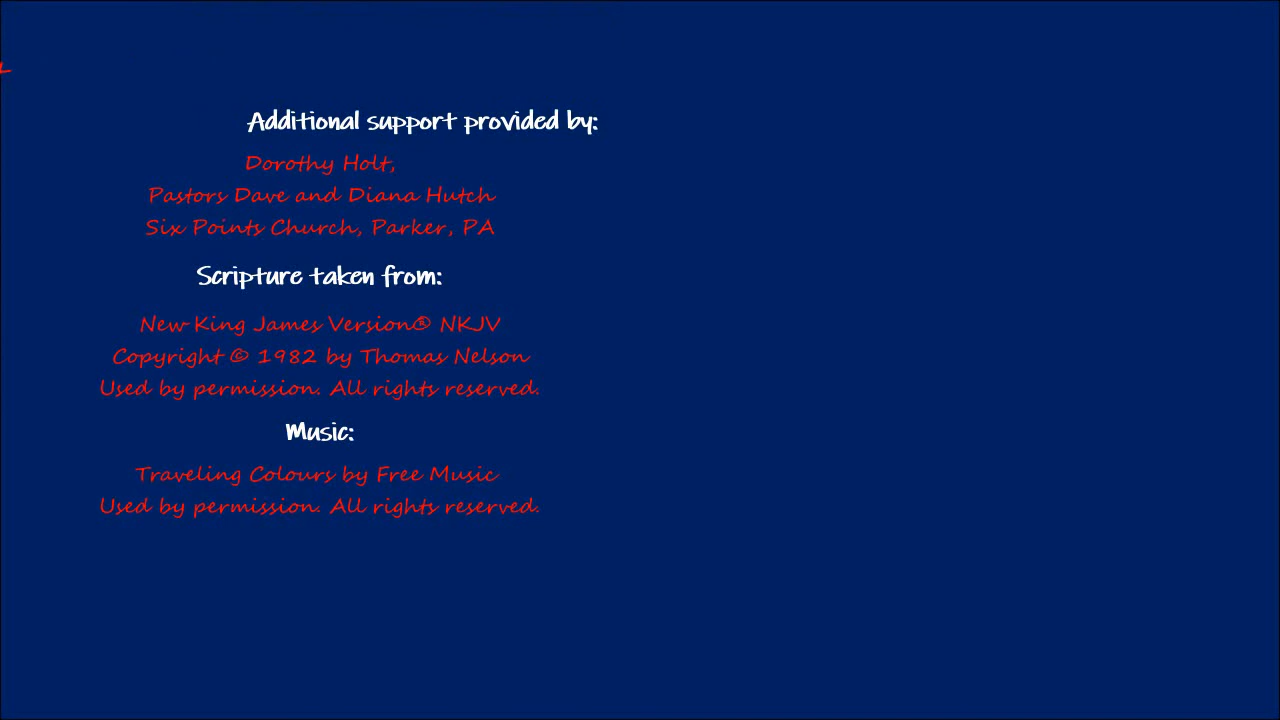 Additional support provided by:
Dorothy Holt,
Pastors Dave and Diana Hutch
Six Points Church, Parker, PA
Scripture taken from:
New King James Version® NKJV
Copyright © 1982 by Thomas Nelson
Used by permission. All rights reserved.
Music:
Traveling Colours by Free Music
Used by permission. All rights reserved.